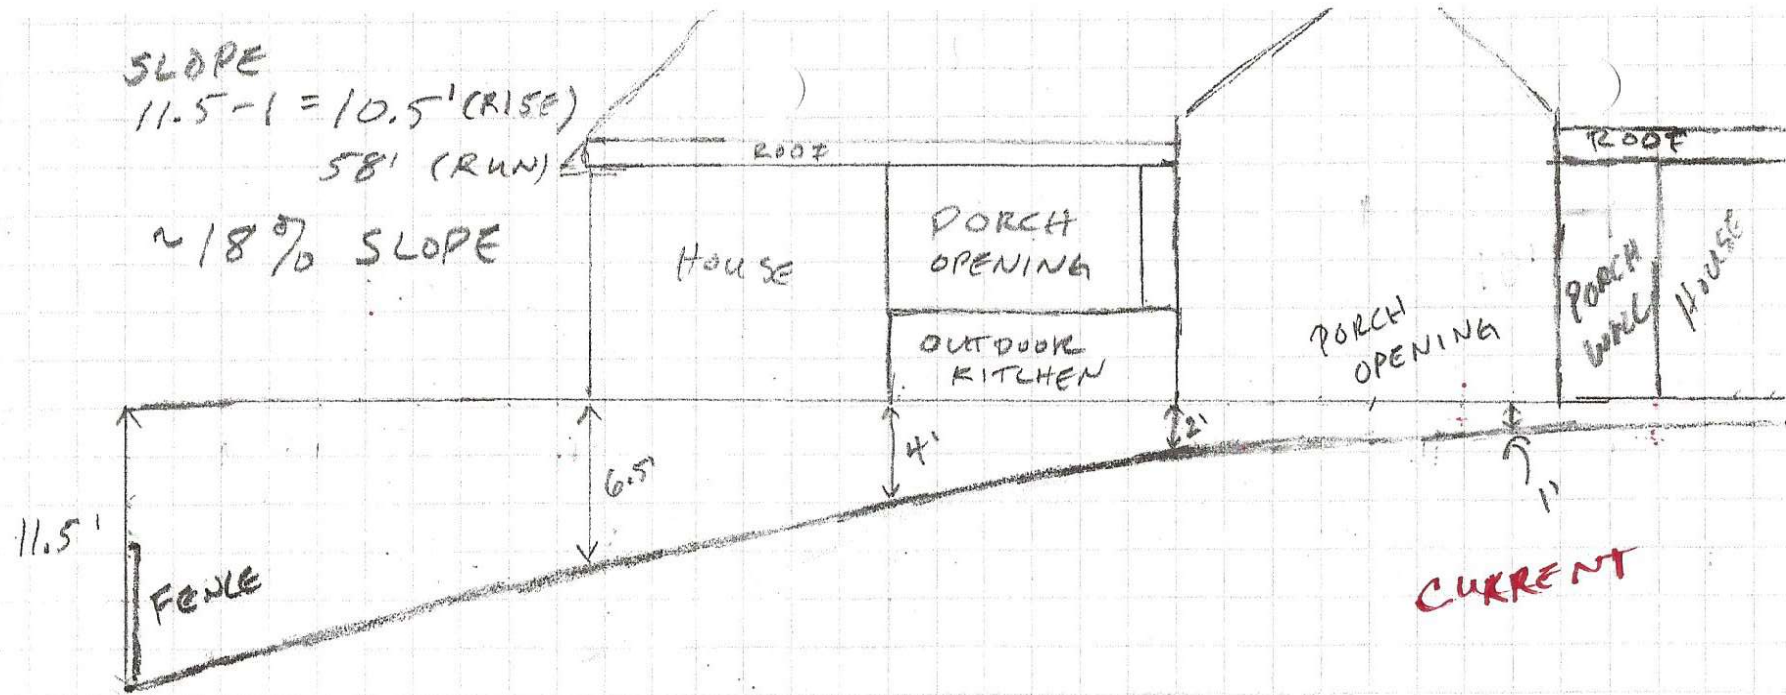 SLOPE
11.5-1 = 10.5' (RISE)
58' (RUN)
~18% SLOPE
ROOF
ROOF
HOUSE
PORCH
OPENING
OUTDOOR
KITCHEN
PORCH
OPENING
PORCH
WALL
HOUSE
11.5'
FENCE
6.5'
4'
2'
1'
CURRENT